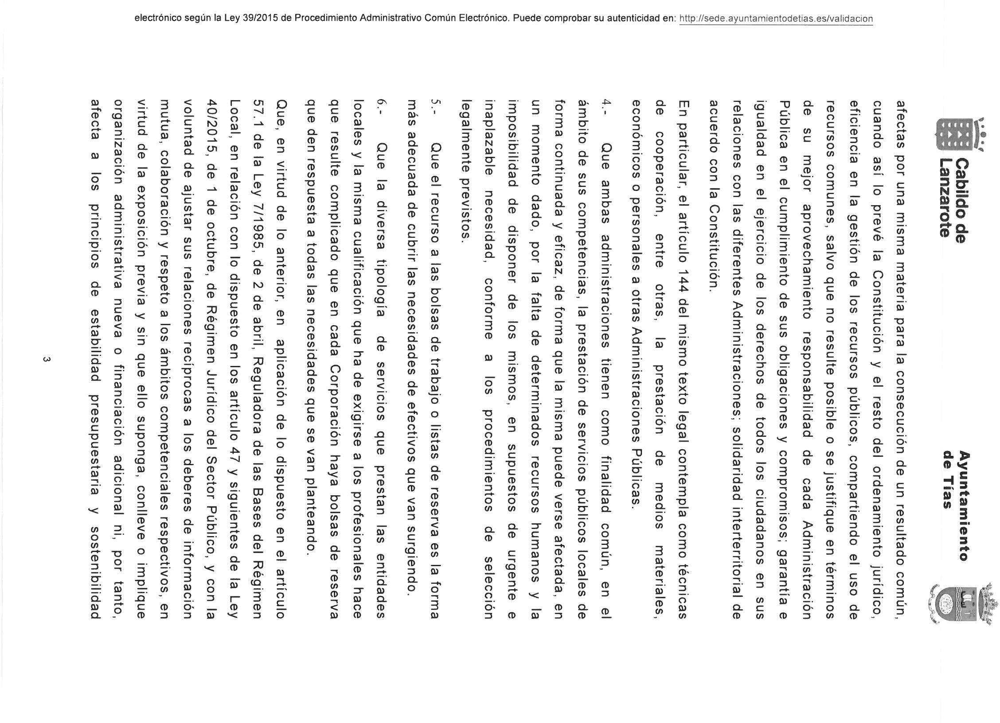 electrónico según la Ley 39/2015 de Procedimiento Administrativo Común Electrónico. Puede comprobar su autenticidad en: http://sede.ayuntamientodetias.es/validacion
Cabildo de
Lanzarote
Ayuntamiento
de Tías
afectas por una misma materia para la consecución de un resultado común,
cuando así lo prevé la Constitución y el resto del ordenamiento jurídico,
eficiencia en la gestión de los recursos públicos, compartiendo el uso de
recursos comunes, salvo que no resulte posible o se justifique en términos
de su mejor aprovechamiento responsabilidad de cada Administración
Pública en el cumplimiento de sus obligaciones y compromisos; garantía e
igualdad en el ejercicio de los derechos de todos los ciudadanos en sus
relaciones con las diferentes Administraciones; solidaridad interterritorial de
acuerdo con la Constitución.
En particular, el artículo 144 del mismo texto legal contempla como técnicas
de cooperación, entre otras, la prestación de medios materiales,
económicos o personales a otras Administraciones Públicas.
4.- Que ambas administraciones tienen como finalidad común, en el
ámbito de sus competencias, la prestación de servicios públicos locales de
forma continuada y eficaz, de forma que la misma puede verse afectada, en
un momento dado, por la falta de determinados recursos humanos y la
imposibilidad de disponer de los mismos, en supuestos de urgente e
inaplazable necesidad, conforme a los procedimientos de selección
legalmente previstos.
5.- Que el recurso a las bolsas de trabajo o listas de reserva es la forma
más adecuada de cubrir las necesidades de efectivos que van surgiendo.
6.- Que la diversa tipología de servicios que prestan las entidades
locales y la misma cualificación que ha de exigirse a los profesionales hace
que resulte complicado que en cada Corporación haya bolsas de reserva
que den respuesta a todas las necesidades que se van planteando.
Que, en virtud de lo anterior, en aplicación de lo dispuesto en el artículo
57.1 de la Ley 7/1985, de 2 de abril, Reguladora de las Bases del Régimen
Local, en relación con lo dispuesto en los artículo 47 y siguientes de la Ley
40/2015, de 1 de octubre, de Régimen Jurídico del Sector Público, y con la
voluntad de ajustar sus relaciones recíprocas a los deberes de información
mutua, colaboración y respeto a los ámbitos competenciales respectivos, en
virtud de la exposición previa y sin que ello suponga, conlleve o implique
organización administrativa nueva o financiación adicional ni, por tanto,
afecta a los principios de estabilidad presupuestaria y sostenibilidad
3